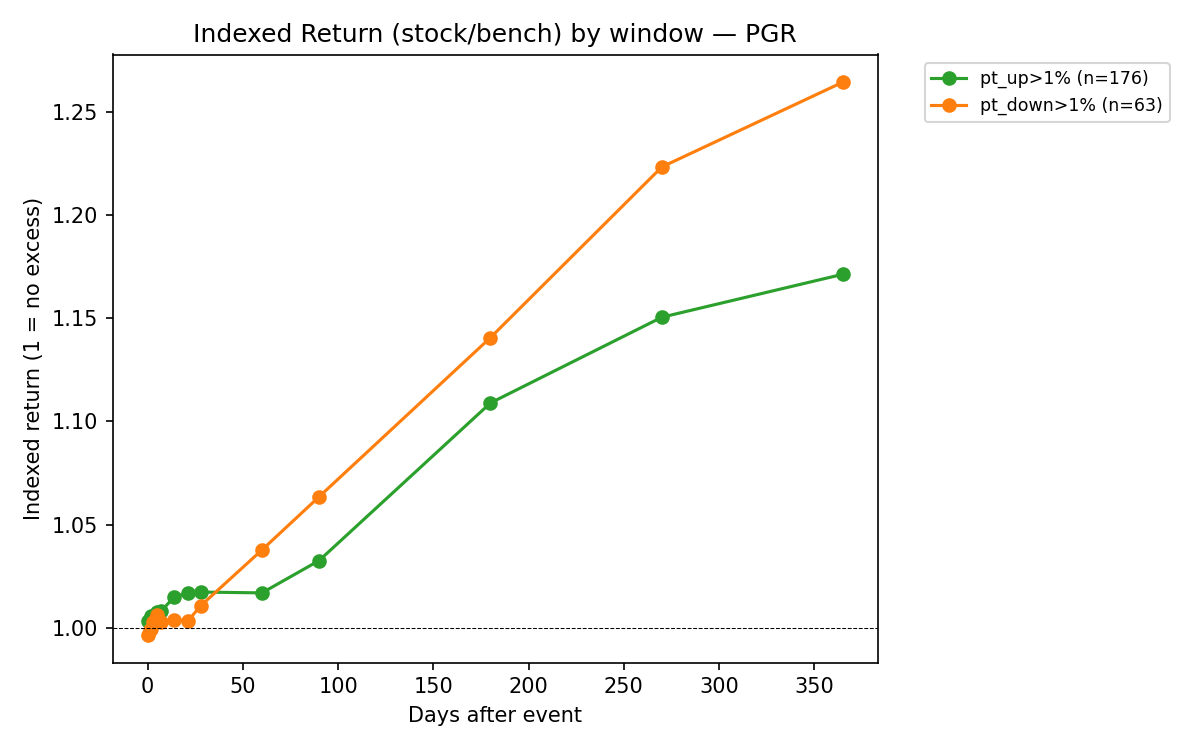 Indexed Return (stock/bench) by window — PGR
pt_up>1% (n=176)
pt_down>1% (n=63)
Indexed return (1 = no excess)
1.25
1.20
1.15
1.10
1.05
1.00
0 50 100 150 200 250 300 350
Days after event